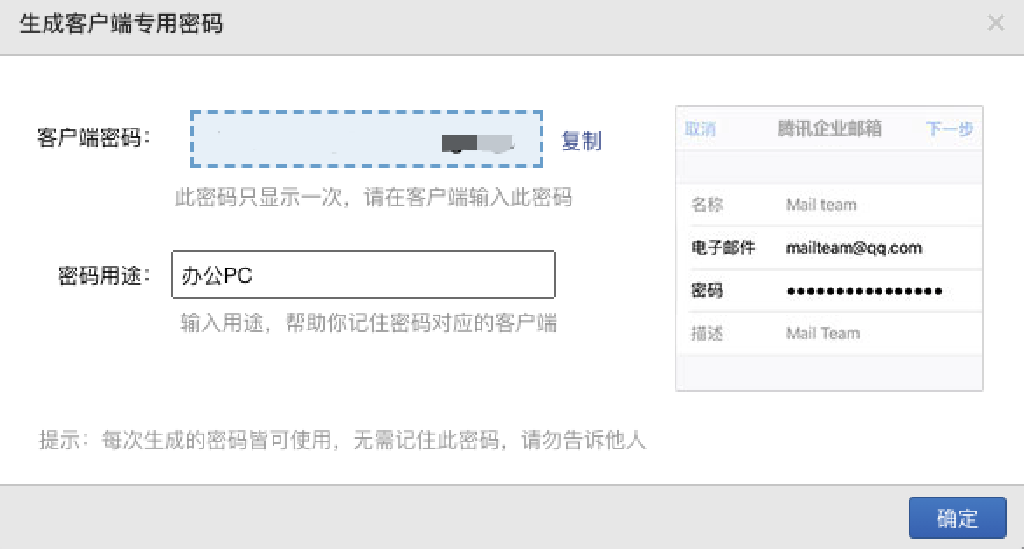 生成客户端专用密码
客户端密码：
复制
此密码只显示一次，请在客户端输入此密码
密码用途：
办公PC
输入用途，帮助你记住密码对应的客户端
取消 腾讯企业邮箱 下一步
名称 Mail team
电子邮件 mailteam@qq.com
密码 ••••••••••••••••
描述 Mail Team
提示：每次生成的密码皆可使用，无需记住此密码，请勿告诉他人
确定